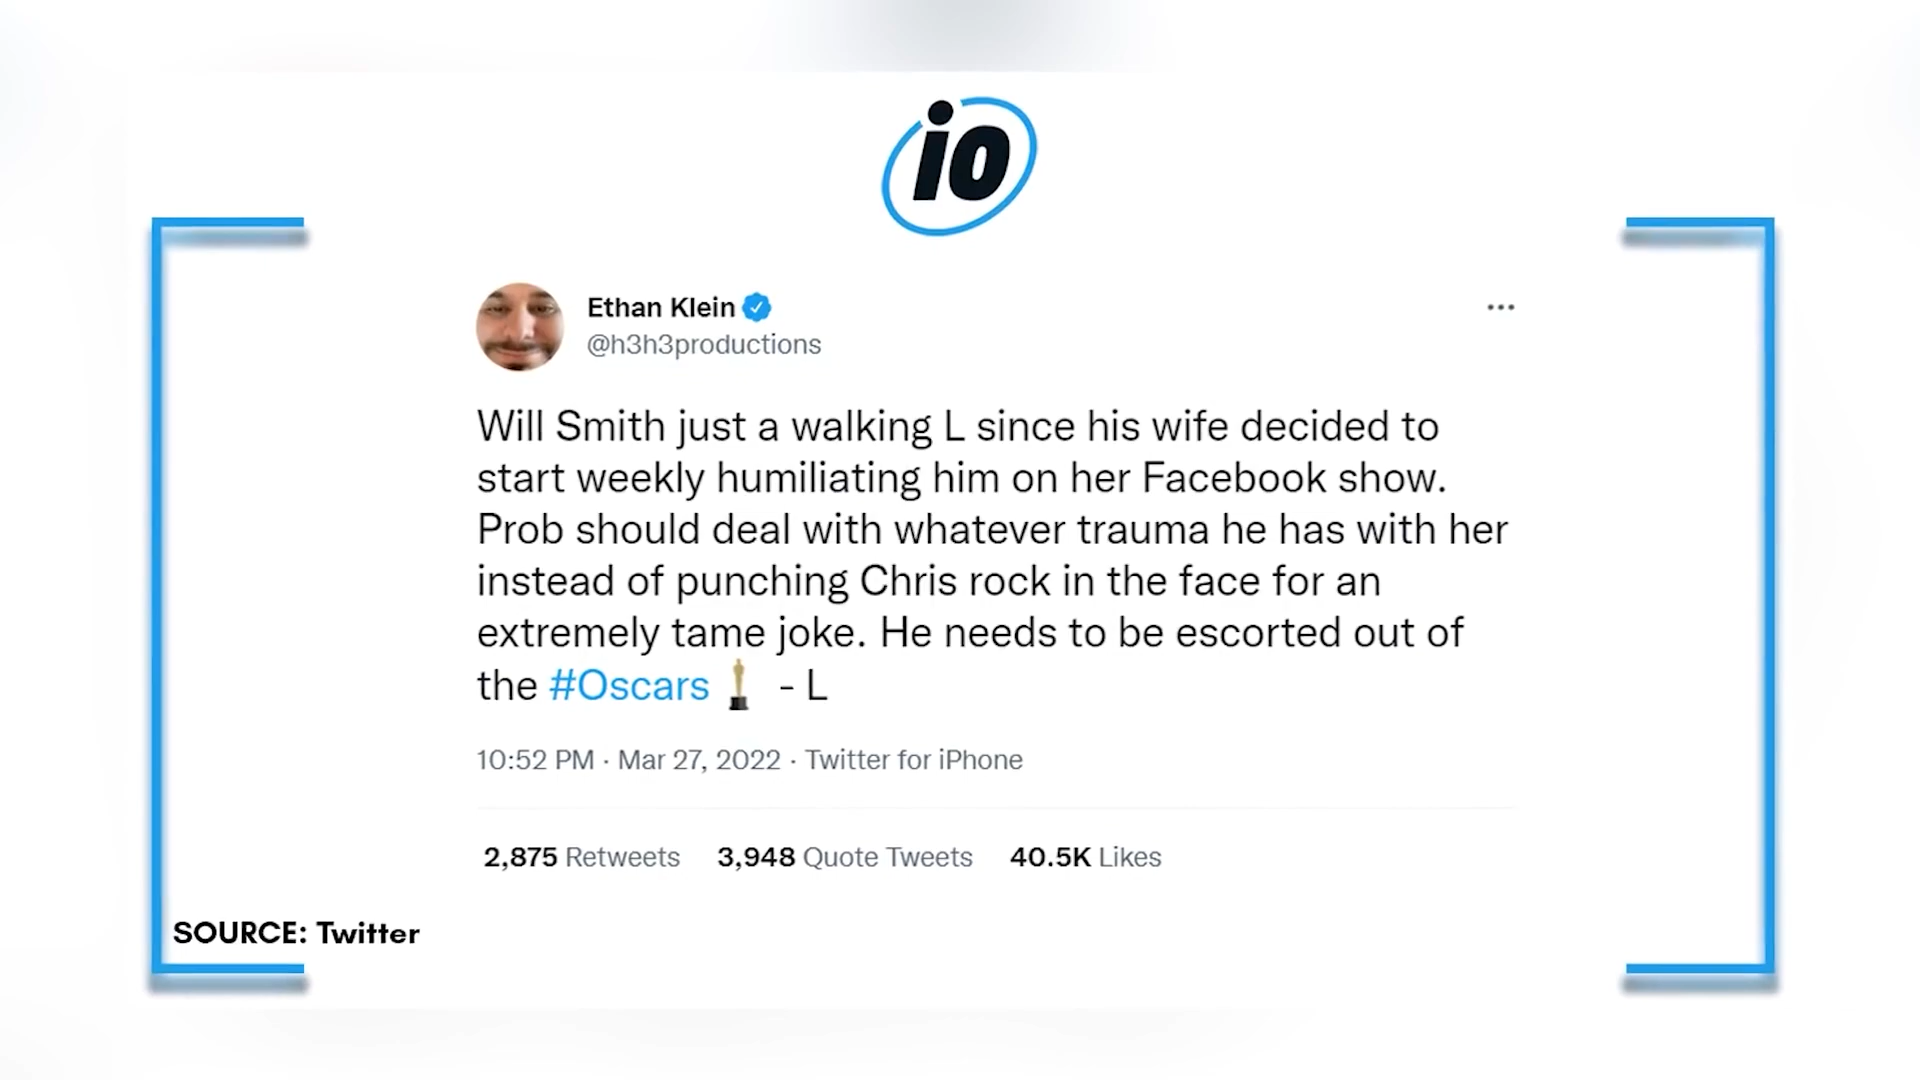 io
Ethan Klein
@h3h3productions
Will Smith just a walking L since his wife decided to
start weekly humiliating him on her Facebook show.
Prob should deal with whatever trauma he has with her
instead of punching Chris rock in the face for an
extremely tame joke. He needs to be escorted out of
the #Oscars - L
10:52 PM · Mar 27, 2022 · Twitter for iPhone
2,875 Retweets 3,948 Quote Tweets 40.5K Likes
SOURCE: Twitter